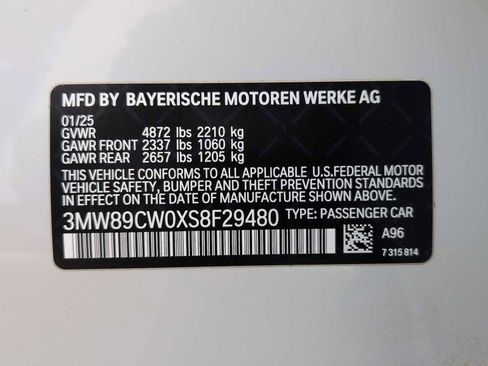 MFD BY BAYERISCHE MOTOREN WERKE AG
01/25
GVWR 4872 lbs 2210 kg
GAWR FRONT 2337 lbs 1060 kg
GAWR REAR 2657 lbs 1205 kg
THIS VEHICLE CONFORMS TO ALL APPLICABLE U.S.FEDERAL MOTOR
VEHICLE SAFETY, BUMPER AND THEFT PREVENTION STANDARDS
IN EFFECT ON THE DATE OF MANUFACTURE SHOWN ABOVE.
3MW89CW0XS8F29480 TYPE: PASSENGER CAR
A96
7 315 814